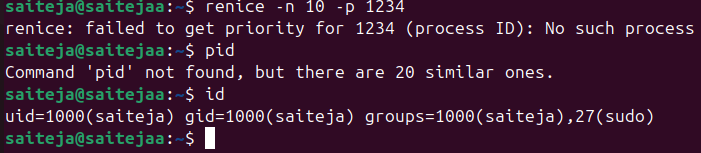 saiteja@saitejaa:~$ renice -n 10 -p 1234
renice: failed to get priority for 1234 (process ID): No such process
saiteja@saitejaa:~$ pid
Command 'pid' not found, but there are 20 similar ones.
saiteja@saitejaa:~$ id
uid=1000(saiteja) gid=1000(saiteja) groups=1000(saiteja),27(sudo)
saiteja@saitejaa:~$